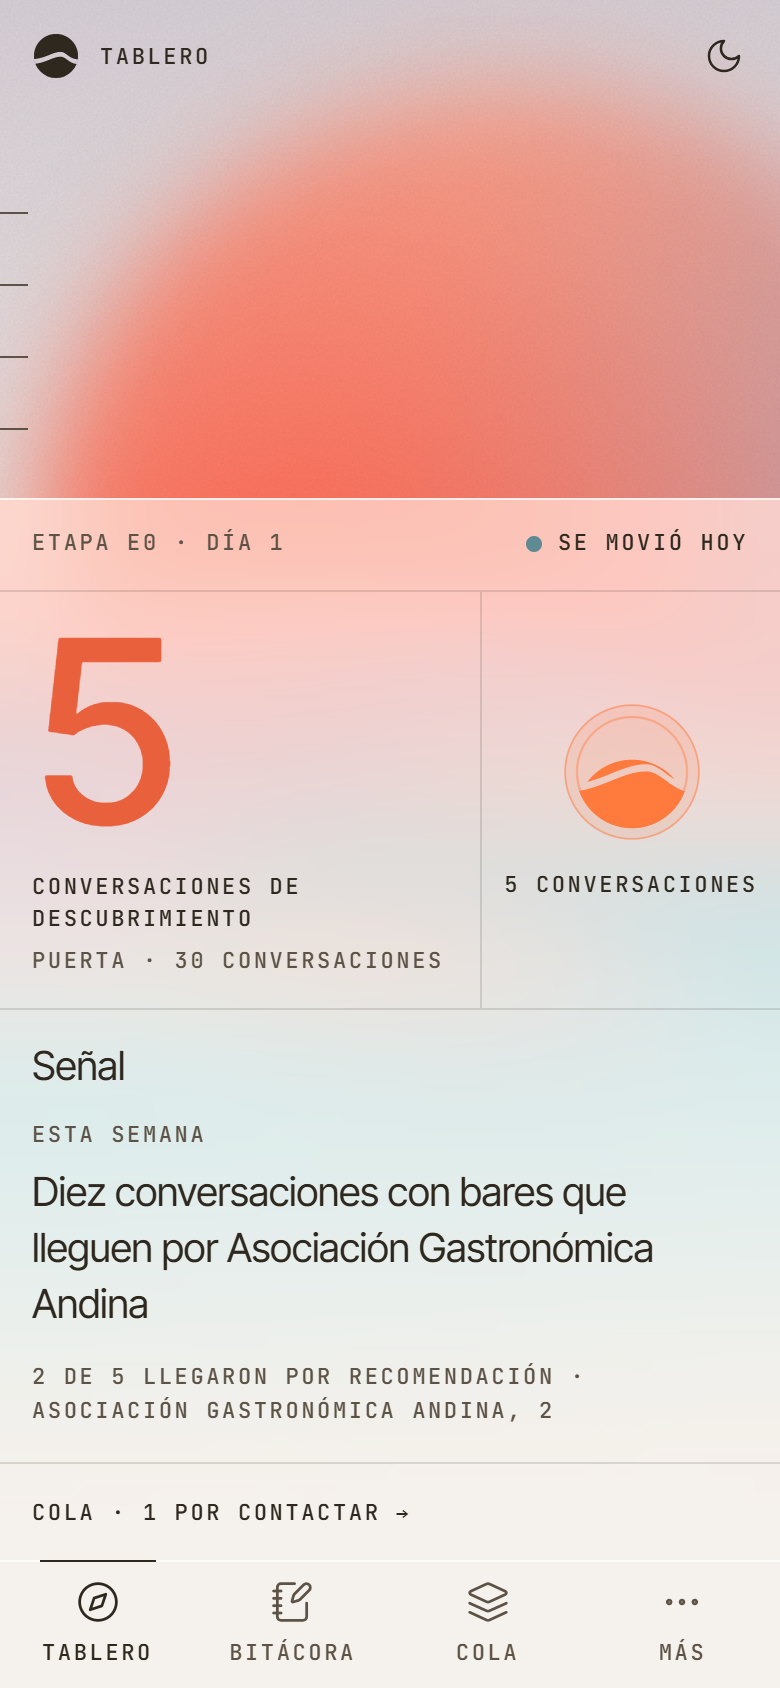 TABLERO
ETAPA E0 · DÍA 1
SE MOVIÓ HOY
5
CONVERSACIONES DE
DESCUBRIMIENTO
PUERTA · 30 CONVERSACIONES
5 CONVERSACIONES
Señal
ESTA SEMANA
Diez conversaciones con bares que
lleguen por Asociación Gastronómica
Andina
2 DE 5 LLEGARON POR RECOMENDACIÓN ·
ASOCIACIÓN GASTRONÓMICA ANDINA, 2
COLA · 1 POR CONTACTAR →
TABLERO
BITÁCORA
COLA
MÁS